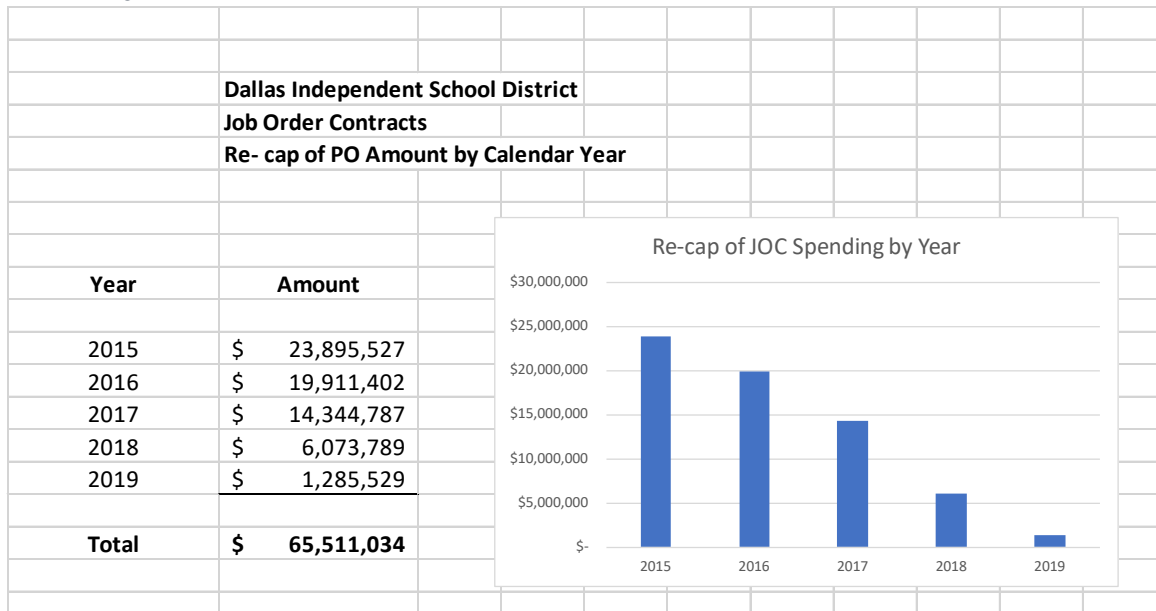 Dallas Independent School District
Job Order Contracts
Re- cap of PO Amount by Calendar Year
Year Amount
2015 $ 23,895,527
2016 $ 19,911,402
2017 $ 14,344,787
2018 $ 6,073,789
2019 $ 1,285,529
Total $ 65,511,034
Re-cap of JOC Spending by Year
$30,000,000
$25,000,000
$20,000,000
$15,000,000
$10,000,000
$5,000,000
$-
2015 2016 2017 2018 2019